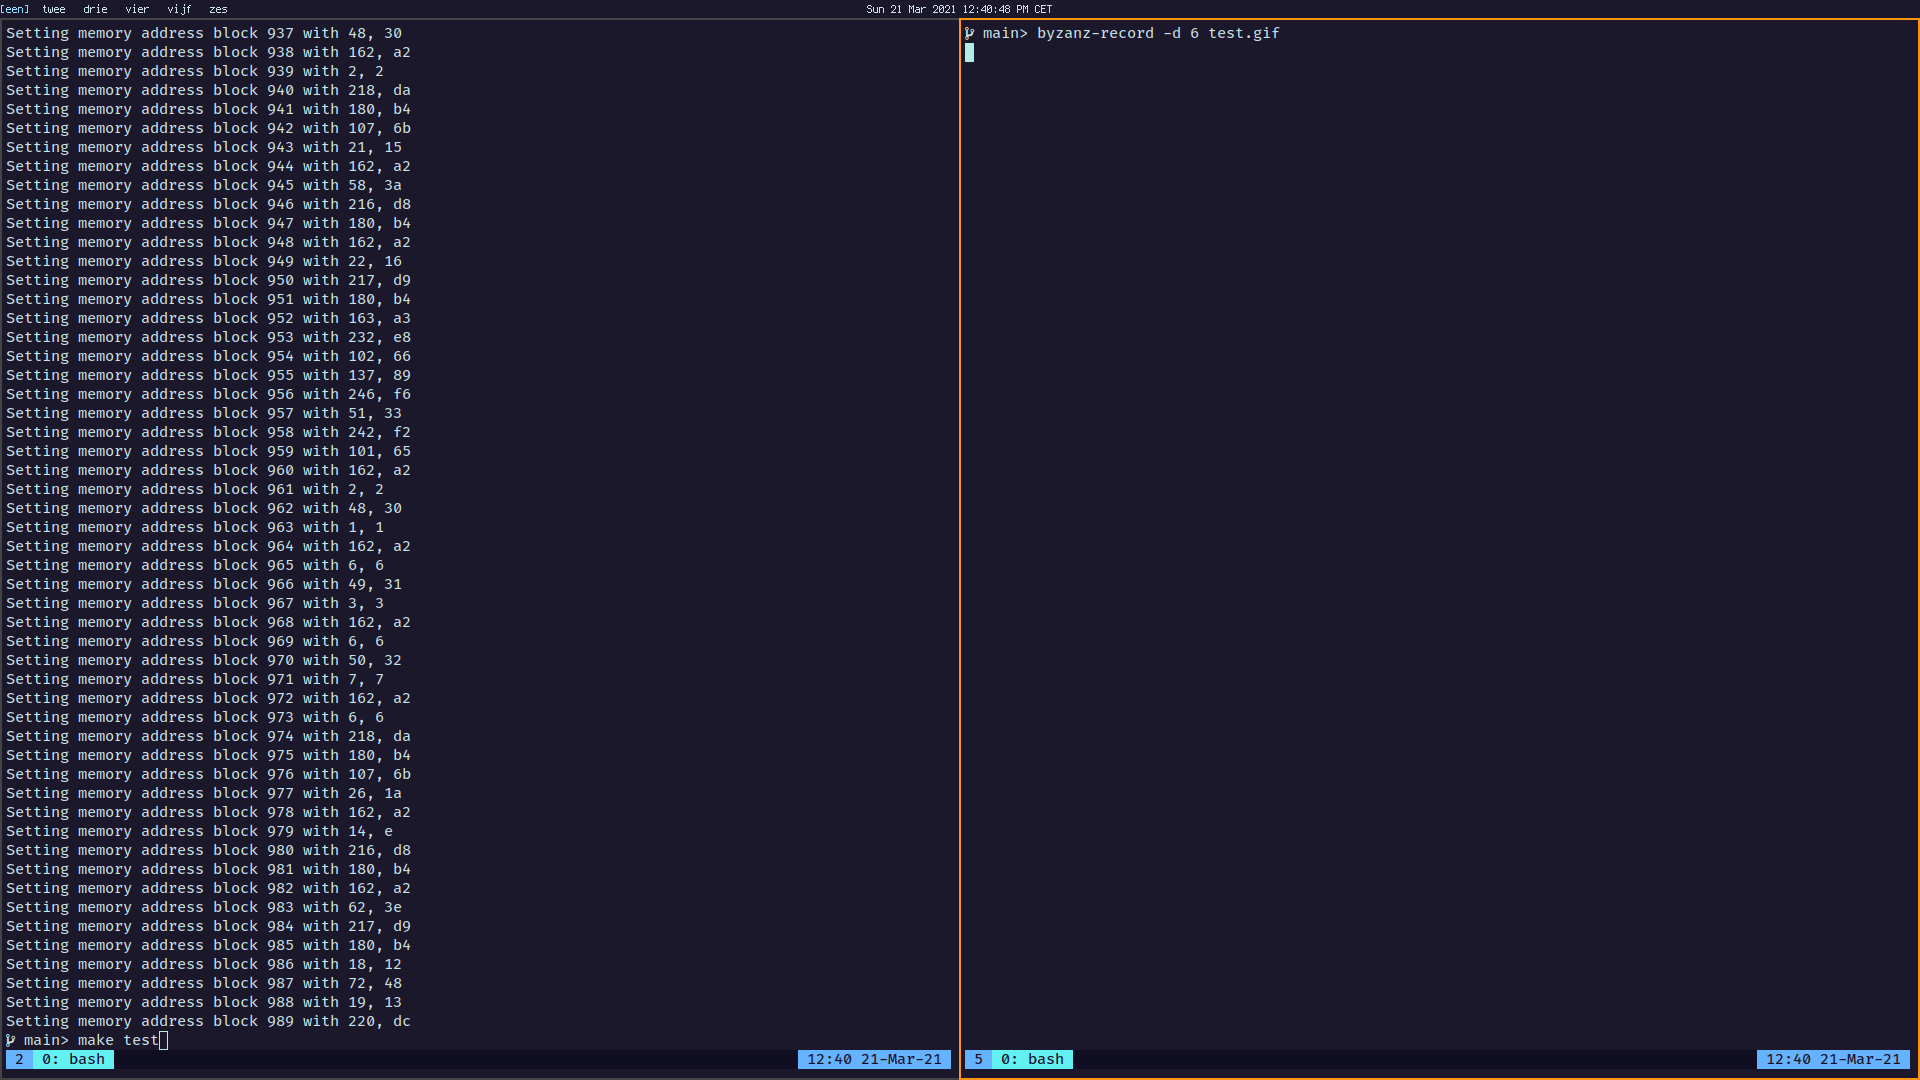 [een] twee drie vier vijf zes Sun 21 Mar 2021 12:40:48 PM CET
Setting memory address block 937 with 48, 30
Setting memory address block 938 with 162, a2
Setting memory address block 939 with 2, 2
Setting memory address block 940 with 218, da
Setting memory address block 941 with 180, b4
Setting memory address block 942 with 107, 6b
Setting memory address block 943 with 21, 15
Setting memory address block 944 with 162, a2
Setting memory address block 945 with 58, 3a
Setting memory address block 946 with 216, d8
Setting memory address block 947 with 180, b4
Setting memory address block 948 with 162, a2
Setting memory address block 949 with 22, 16
Setting memory address block 950 with 217, d9
Setting memory address block 951 with 180, b4
Setting memory address block 952 with 163, a3
Setting memory address block 953 with 232, e8
Setting memory address block 954 with 102, 66
Setting memory address block 955 with 137, 89
Setting memory address block 956 with 246, f6
Setting memory address block 957 with 51, 33
Setting memory address block 958 with 242, f2
Setting memory address block 959 with 101, 65
Setting memory address block 960 with 162, a2
Setting memory address block 961 with 2, 2
Setting memory address block 962 with 48, 30
Setting memory address block 963 with 1, 1
Setting memory address block 964 with 162, a2
Setting memory address block 965 with 6, 6
Setting memory address block 966 with 49, 31
Setting memory address block 967 with 3, 3
Setting memory address block 968 with 162, a2
Setting memory address block 969 with 6, 6
Setting memory address block 970 with 50, 32
Setting memory address block 971 with 7, 7
Setting memory address block 972 with 162, a2
Setting memory address block 973 with 6, 6
Setting memory address block 974 with 218, da
Setting memory address block 975 with 180, b4
Setting memory address block 976 with 107, 6b
Setting memory address block 977 with 26, 1a
Setting memory address block 978 with 162, a2
Setting memory address block 979 with 14, e
Setting memory address block 980 with 216, d8
Setting memory address block 981 with 180, b4
Setting memory address block 982 with 162, a2
Setting memory address block 983 with 62, 3e
Setting memory address block 984 with 217, d9
Setting memory address block 985 with 180, b4
Setting memory address block 986 with 18, 12
Setting memory address block 987 with 72, 48
Setting memory address block 988 with 19, 13
Setting memory address block 989 with 220, dc
main> make test
2 0: bash 12:40 21-Mar-21
main> byzanz-record -d 6 test.gif
5 0: bash 12:40 21-Mar-21